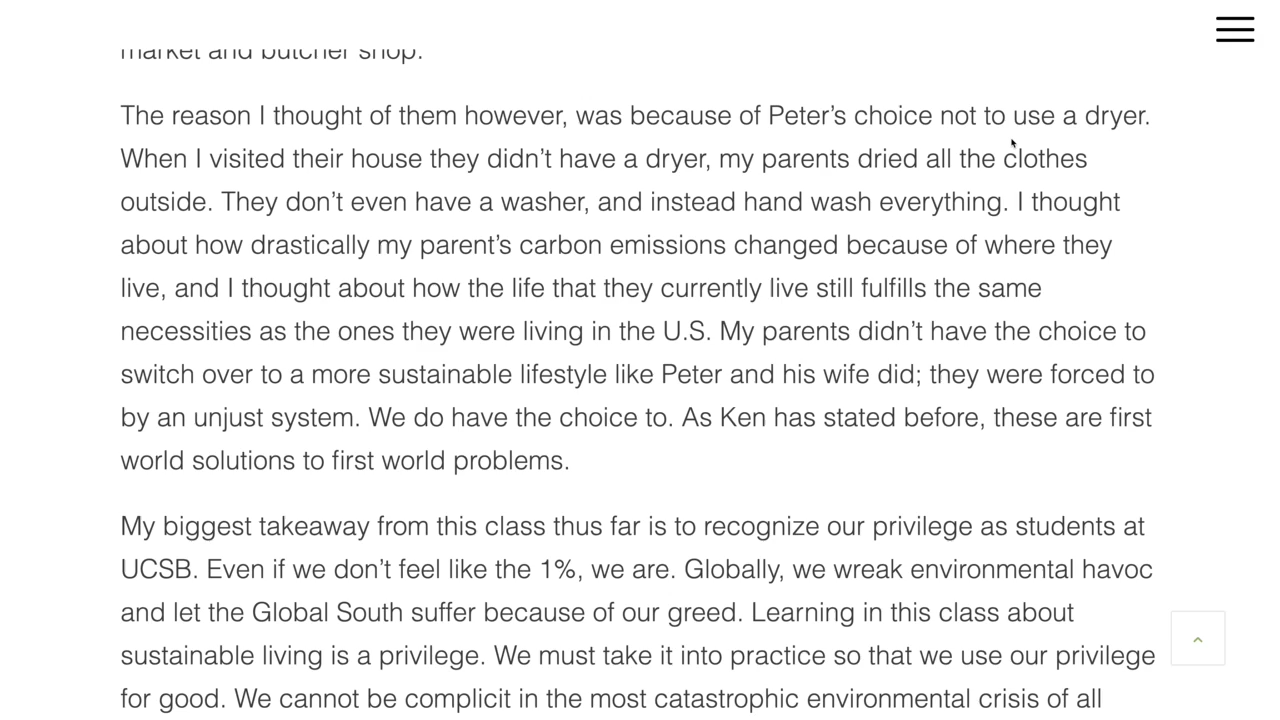 market and butcher shop.
The reason I thought of them however, was because of Peter’s choice not to use a dryer.
When I visited their house they didn’t have a dryer, my parents dried all the clothes
outside. They don’t even have a washer, and instead hand wash everything. I thought
about how drastically my parent’s carbon emissions changed because of where they
live, and I thought about how the life that they currently live still fulfills the same
necessities as the ones they were living in the U.S. My parents didn’t have the choice to
switch over to a more sustainable lifestyle like Peter and his wife did; they were forced to
by an unjust system. We do have the choice to. As Ken has stated before, these are first
world solutions to first world problems.
My biggest takeaway from this class thus far is to recognize our privilege as students at
UCSB. Even if we don’t feel like the 1%, we are. Globally, we wreak environmental havoc
and let the Global South suffer because of our greed. Learning in this class about
sustainable living is a privilege. We must take it into practice so that we use our privilege
for good. We cannot be complicit in the most catastrophic environmental crisis of all